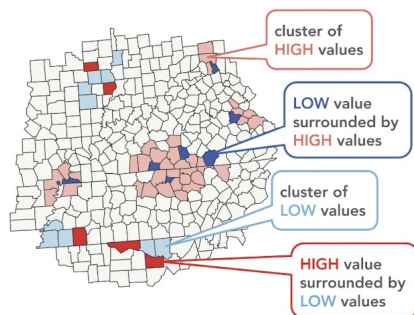 cluster of
HIGH values
LOW value
surrounded by
HIGH values
cluster of
LOW values
HIGH value
surrounded by
LOW values